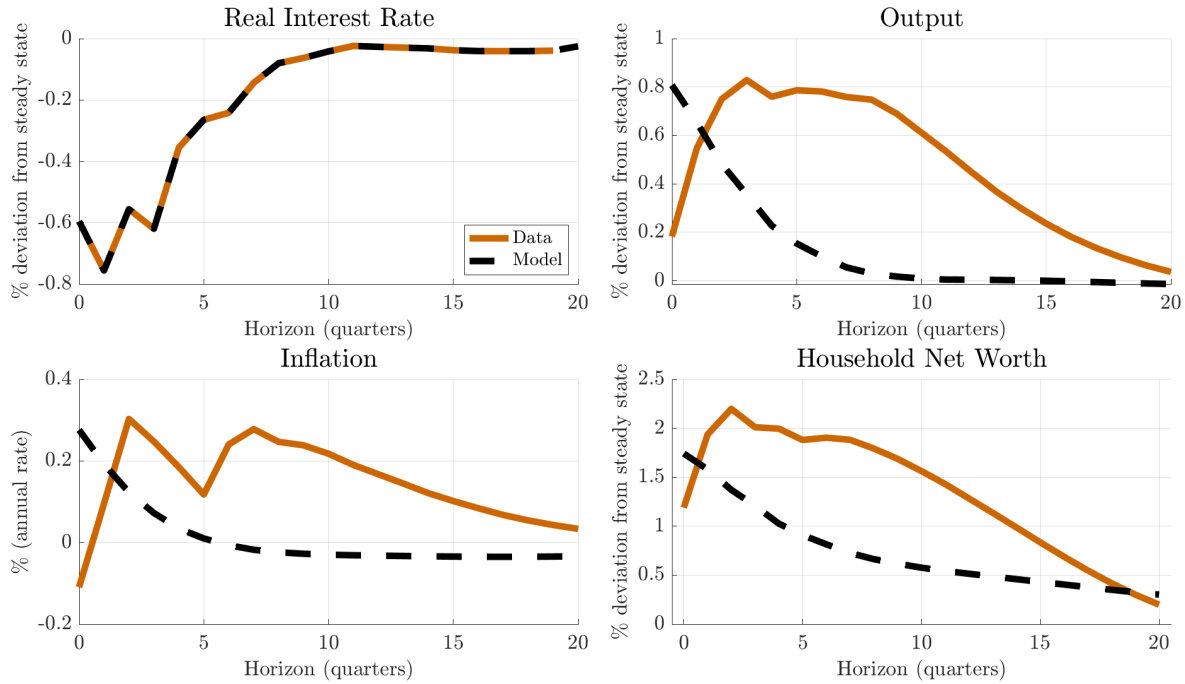 Real Interest Rate
% deviation from steady state
0
-0.2
-0.4
-0.6
-0.8
0
5
10
15
20
Horizon (quarters)
Data
Model
Output
% deviation from steady state
1
0.8
0.6
0.4
0.2
0
0
5
10
15
20
Horizon (quarters)
Inflation
% (annual rate)
0.4
0.2
0
-0.2
0
5
10
15
20
Horizon (quarters)
Household Net Worth
% deviation from steady state
2.5
2
1.5
1
0.5
0
0
5
10
15
20
Horizon (quarters)